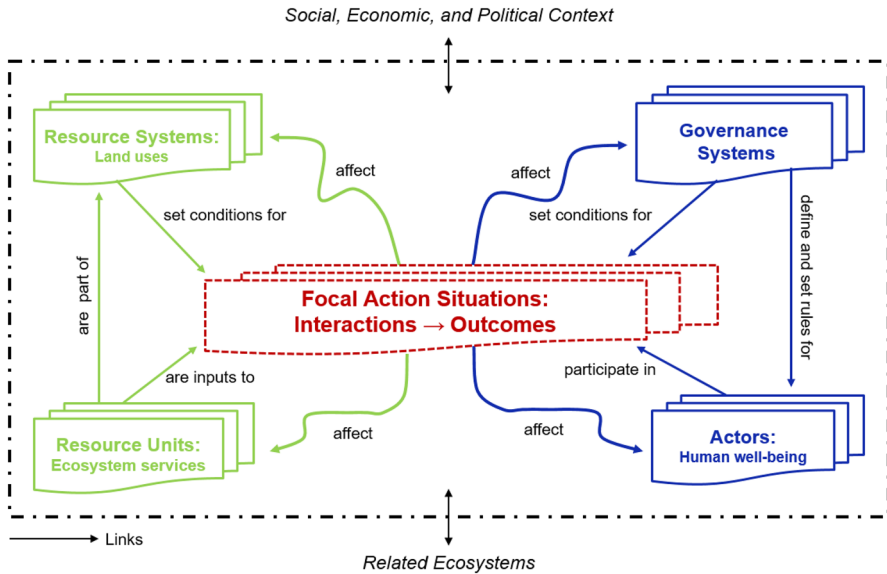 Social, Economic, and Political Context
Resource Systems:
Land uses
Governance
Systems
affect
affect
set conditions for
set conditions for
are part of
define and set rules for
Focal Action Situations:
Interactions → Outcomes
are inputs to
participate in
affect
affect
Resource Units:
Ecosystem services
Actors:
Human well-being
Links
Related Ecosystems